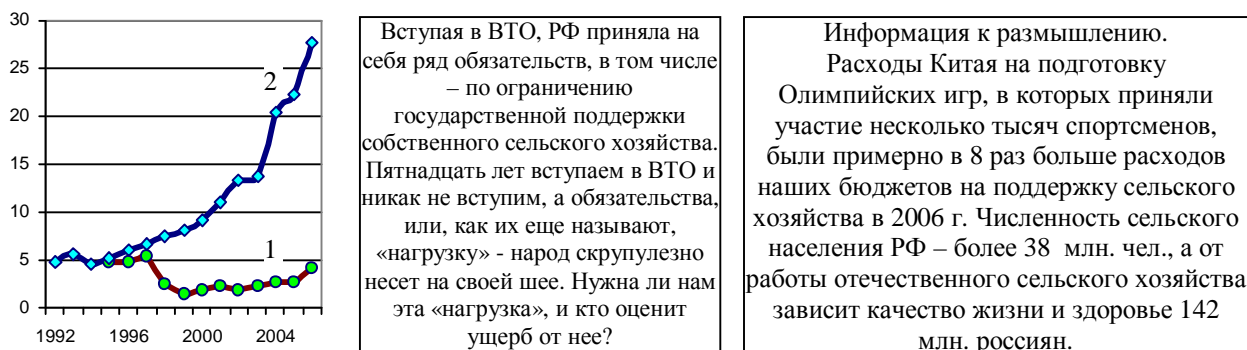 30
25
20
15
10
5
0
2
1
1992 1996 2000 2004
Вступая в ВТО, РФ приняла на
себя ряд обязательств, в том числе
– по ограничению
государственной поддержки
собственного сельского хозяйства.
Пятнадцать лет вступаем в ВТО и
никак не вступим, а обязательства,
или, как их еще называют,
«нагрузку» - народ скрупулезно
несет на своей шее. Нужна ли нам
эта «нагрузка», и кто оценит
ущерб от нее?
Информация к размышлению.
Расходы Китая на подготовку
Олимпийских игр, в которых приняли
участие несколько тысяч спортсменов,
были примерно в 8 раз больше расходов
наших бюджетов на поддержку сельского
хозяйства в 2006 г. Численность сельского
населения РФ – более 38 млн. чел., а от
работы отечественного сельского хозяйства
зависит качество жизни и здоровье 142
млн. россиян.